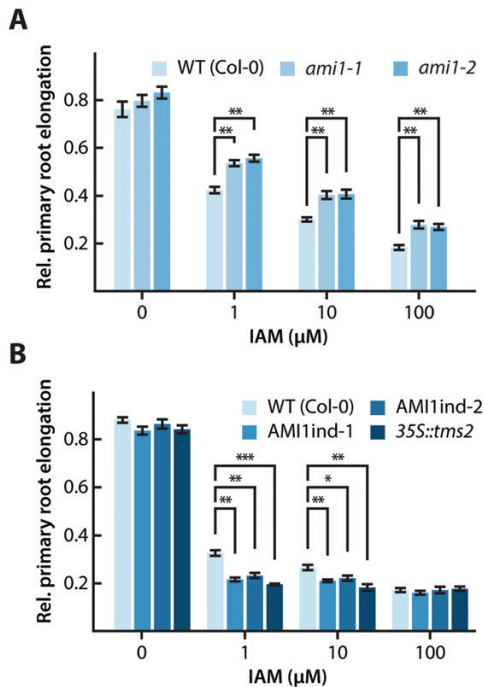 A
WT (Col-0) ami1-1 ami1-2
Rel. primary root elongation
0.8
0.6
0.4
0.2
** ** ** ** ** **
0 1 10 100
IAM (μM)
B
WT (Col-0) AMI1ind-2
AMI1ind-1 35S::tms2
Rel. primary root elongation
0.8
0.6
0.4
0.2
*** **
** *
** **
0 1 10 100
IAM (μM)